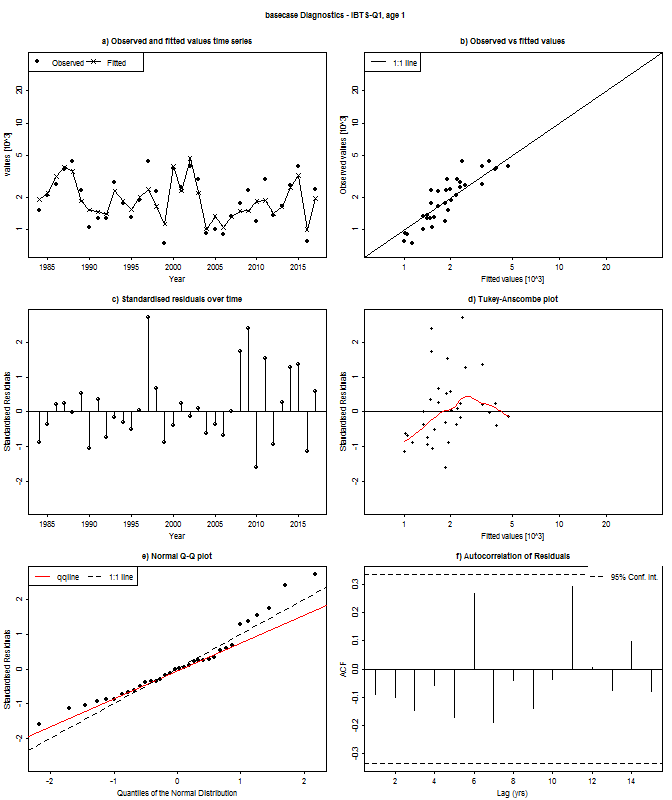 basecase Diagnostics - IBTS-Q1, age 1
a) Observed and fitted values time series
Observed Fitted
values [10^3]
1 2 5 10 20
1985 1990 1995 2000 2005 2010 2015
Year
b) Observed vs fitted values
1:1 line
Observed values [10^3]
1 2 5 10 20
1 2 5 10 20
Fitted values [10^3]
c) Standardised residuals over time
Standardised Residuals
-2 -1 0 1 2
1985 1990 1995 2000 2005 2010 2015
Year
d) Tukey-Anscombe plot
Standardised Residuals
-2 -1 0 1 2
1 2 5 10 20
Fitted values [10^3]
e) Normal Q-Q plot
qqline 1:1 line
Standardised Residuals
-2 -1 0 1 2
-2 -1 0 1 2
Quantiles of the Normal Distribution
f) Autocorrelation of Residuals
95% Conf. Int.
ACF
-0.3 -0.2 -0.1 0.0 0.1 0.2 0.3
2 4 6 8 10 12 14
Lag (yrs)